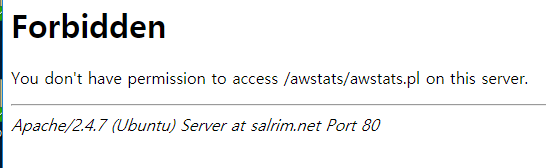 Forbidden
You don't have permission to access /awstats/awstats.pl on this server.
Apache/2.4.7 (Ubuntu) Server at salrim.net Port 80